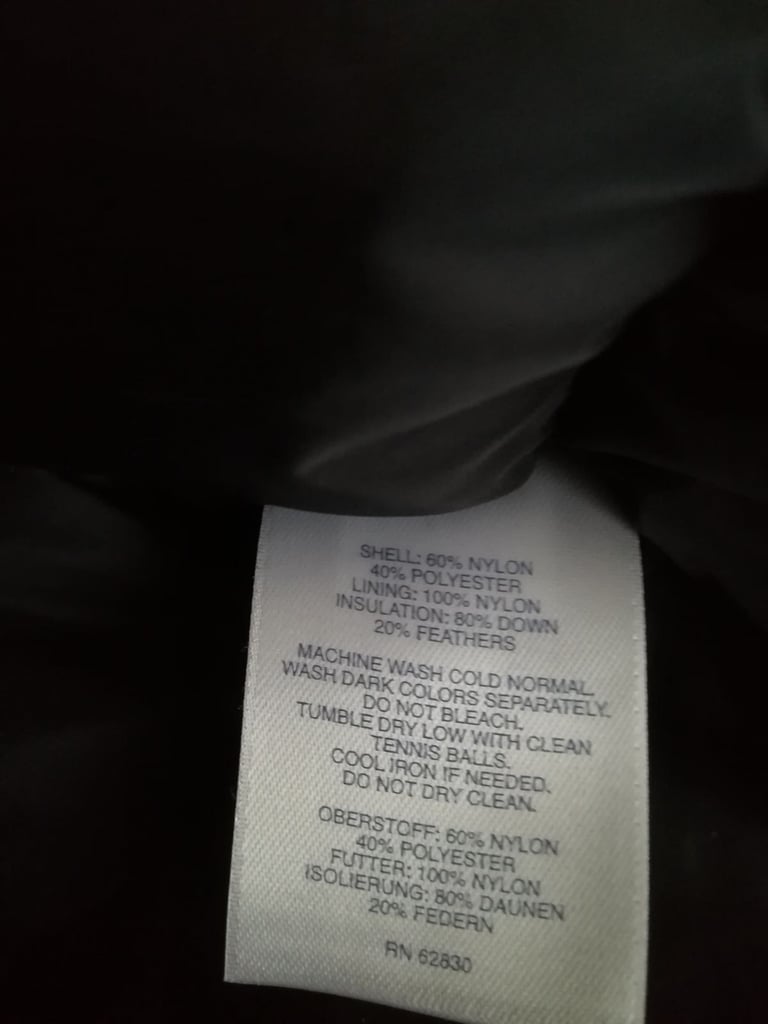 SHELL: 60% NYLON
40% POLYESTER
LINING: 100% NYLON
INSULATION: 80% DOWN
20% FEATHERS
MACHINE WASH COLD NORMAL.
WASH DARK COLORS SEPARATELY.
DO NOT BLEACH.
TUMBLE DRY LOW WITH CLEAN
TENNIS BALLS.
COOL IRON IF NEEDED.
DO NOT DRY CLEAN.
OBERSTOFF: 60% NYLON
40% POLYESTER
FUTTER: 100% NYLON
ISOLIERUNG: 80% DAUNEN
20% FEDERN
RN 62830